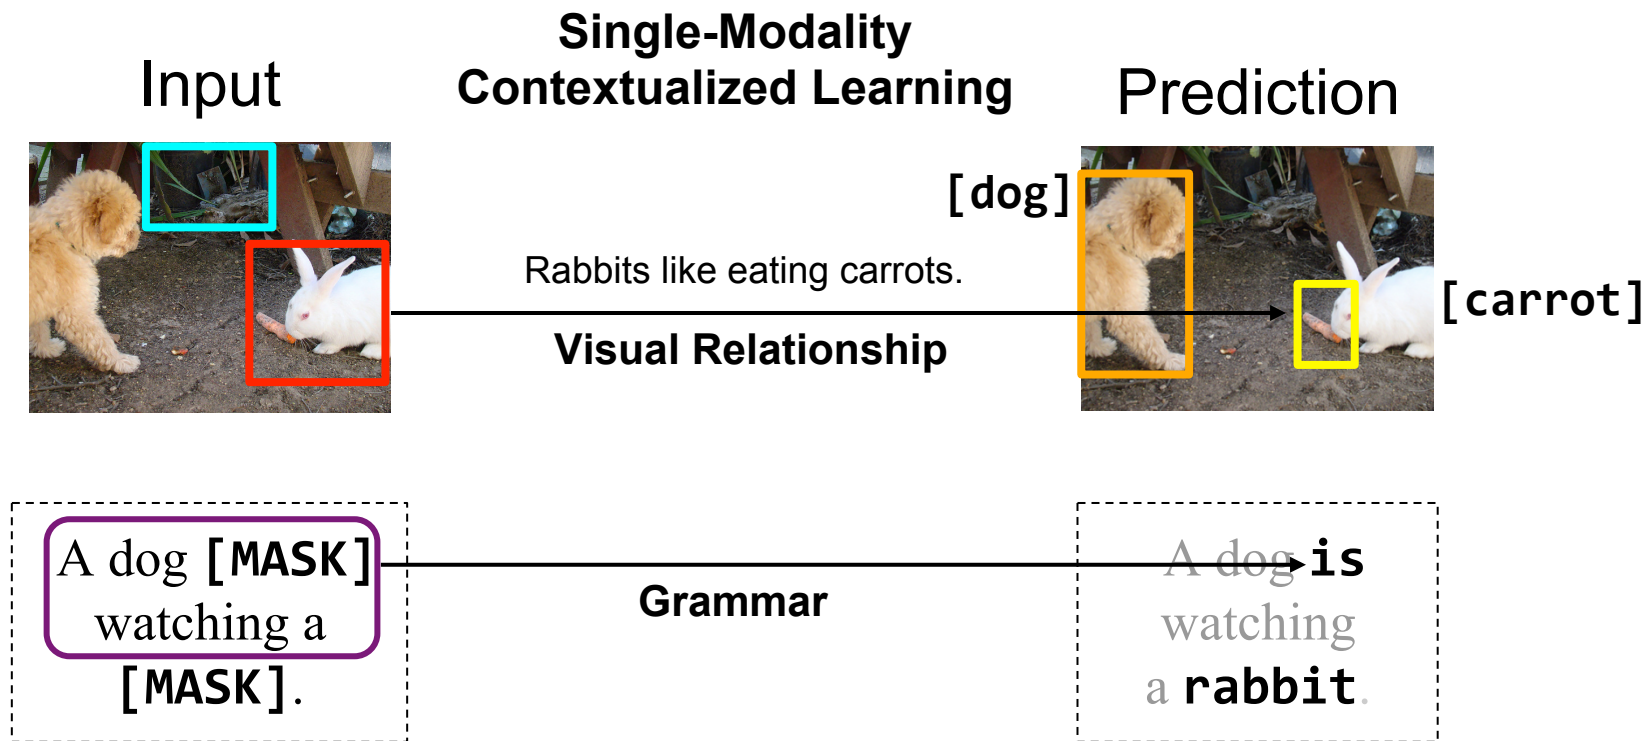 Single-Modality
Contextualized Learning
Input
Prediction
[dog]
Rabbits like eating carrots.
[carrot]
Visual Relationship
A dog [MASK]
watching a
[MASK].
Grammar
A dog is
watching
a rabbit.